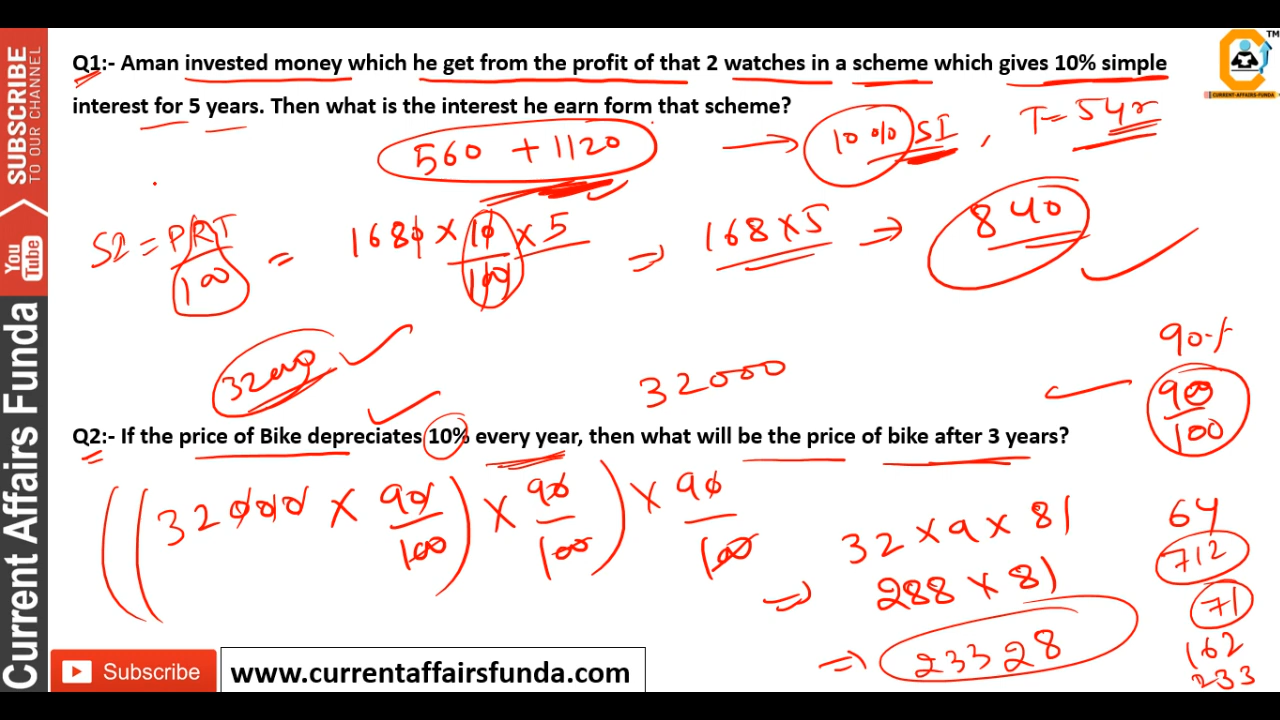 SUBSCRIBE
TO OUR CHANNEL
You
Tube
Current Affairs Funda
TM
CURRENT-AFFAIRS-FUNDA
Q1:- Aman invested money which he get from the profit of that 2 watches in a scheme which gives 10% simple
interest for 5 years. Then what is the interest he earn form that scheme?
560 + 1120 → 10% SI, T = 5 yr
SI = PRT/100 = 1680 × 10/100 × 5 ⇒ 168 × 5 ⇒ 840
32000
32000
90%
90/100
Q2:- If the price of Bike depreciates 10% every year, then what will be the price of bike after 3 years?
((32000 × 90/100) × 90/100) × 90/100
⇒ 32 × 9 × 81
288 × 81
⇒ 23328
64
712
71
162
233
Subscribe
www.currentaffairsfunda.com